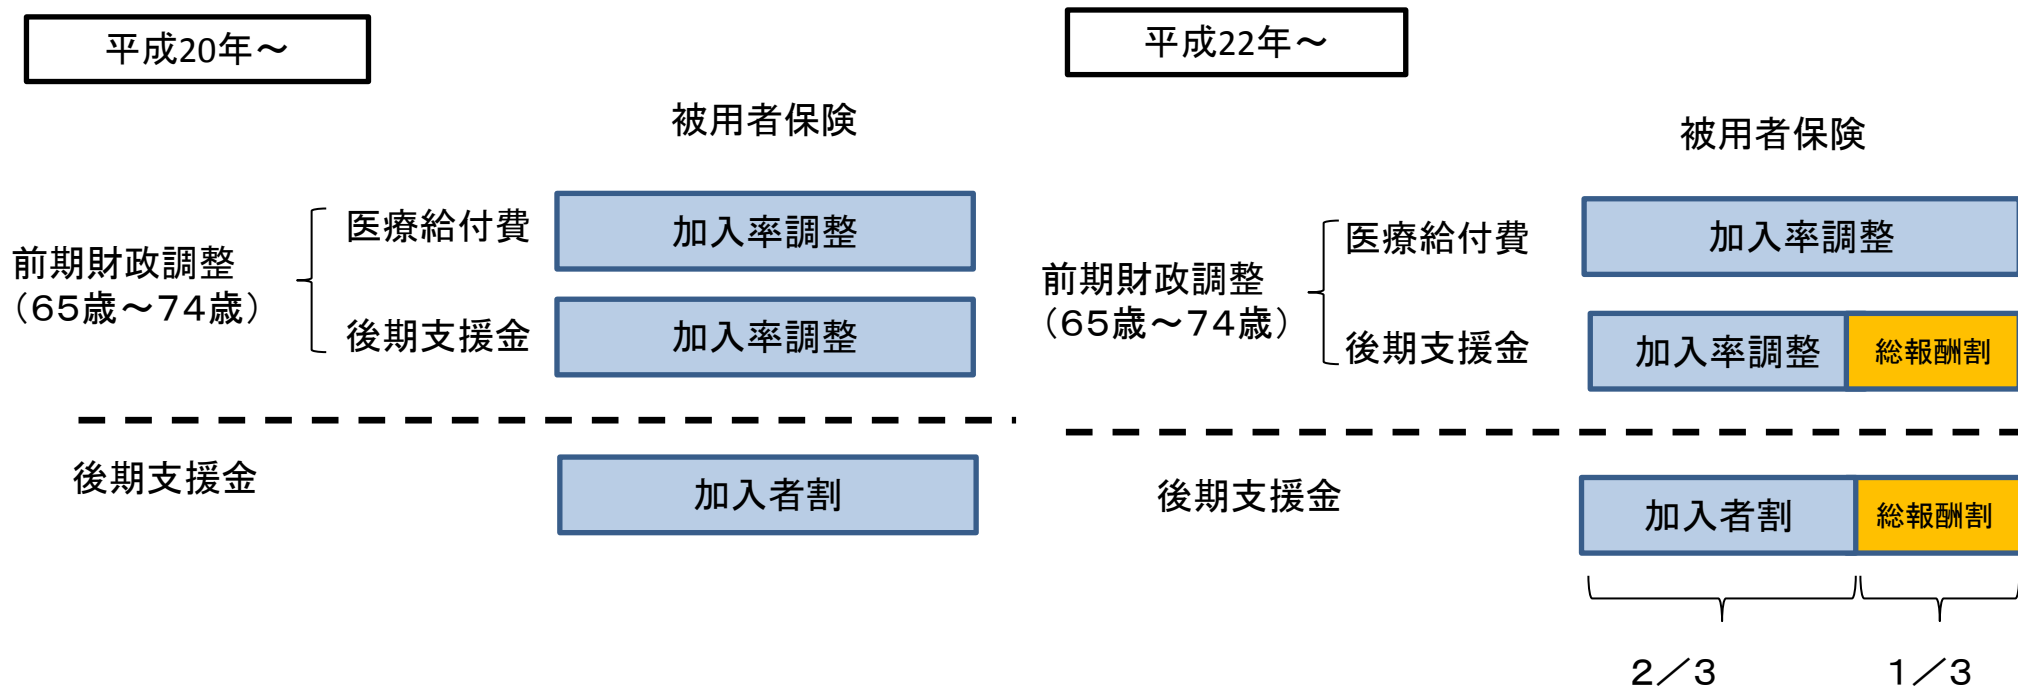 平成20年～
被用者保険
前期財政調整
（６５歳～７４歳）
医療給付費
加入率調整
後期支援金
加入率調整
後期支援金
加入者割
平成22年～
被用者保険
前期財政調整
（６５歳～７４歳）
医療給付費
加入率調整
後期支援金
加入率調整
総報酬割
後期支援金
加入者割
総報酬割
２／３
１／３